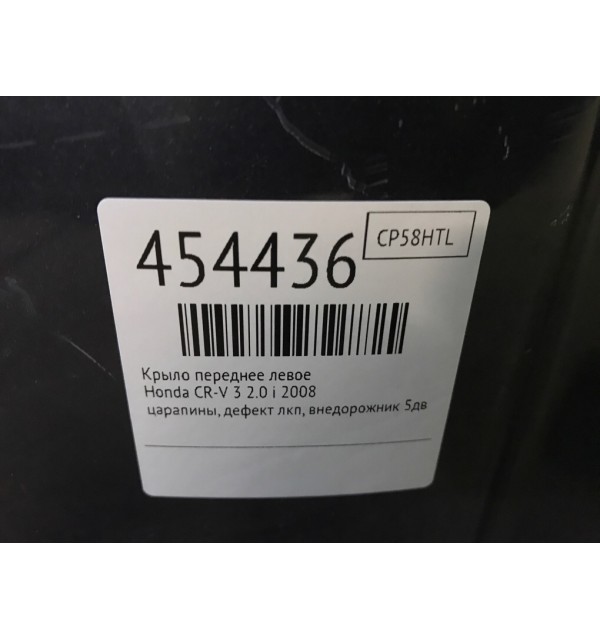 454436
CP58HTL
Крыло переднее левое
Honda CR-V 3 2.0 i 2008
царапины, дефект лкп, внедорожник 5дв